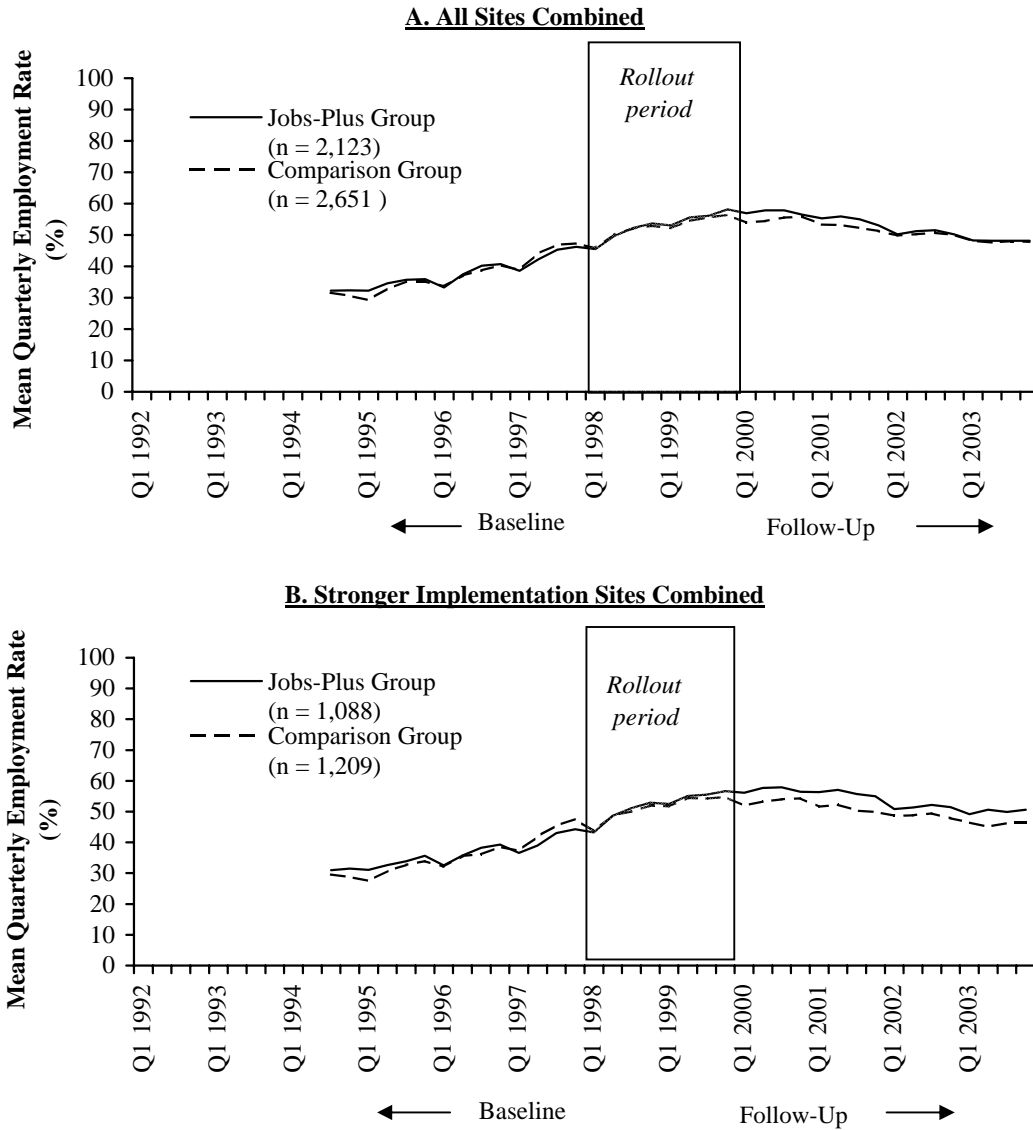 A. All Sites Combined
Rollout
period
Mean Quarterly Employment Rate
(%)
100
90
80
70
60
50
40
30
20
10
0
Jobs-Plus Group
(n = 2,123)
Comparison Group
(n = 2,651 )
Q1 1992
Q1 1993
Q1 1994
Q1 1995
Q1 1996
Q1 1997
Q1 1998
Q1 1999
Q1 2000
Q1 2001
Q1 2002
Q1 2003
Baseline
Follow-Up
B. Stronger Implementation Sites Combined
Rollout
period
Mean Quarterly Employment Rate
(%)
100
90
80
70
60
50
40
30
20
10
0
Jobs-Plus Group
(n = 1,088)
Comparison Group
(n = 1,209)
Q1 1992
Q1 1993
Q1 1994
Q1 1995
Q1 1996
Q1 1997
Q1 1998
Q1 1999
Q1 2000
Q1 2001
Q1 2002
Q1 2003
Baseline
Follow-Up